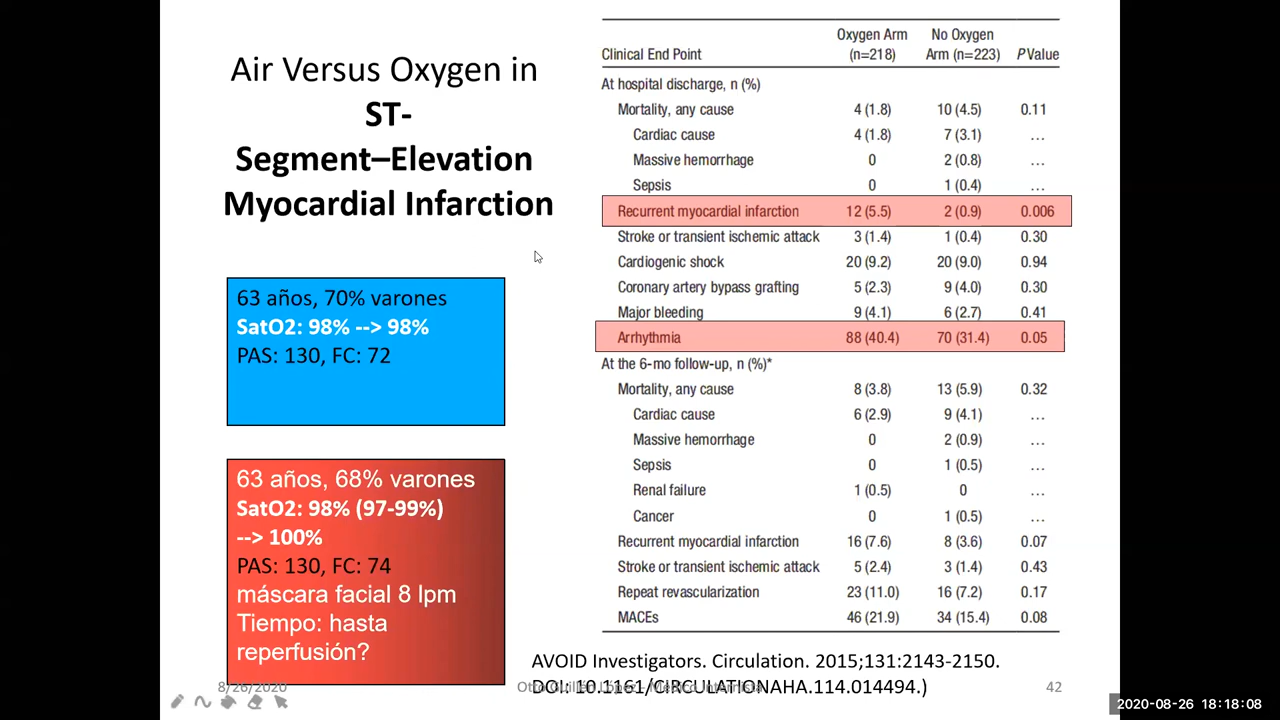 Air Versus Oxygen in
ST-
Segment–Elevation
Myocardial Infarction
63 años, 70% varones
SatO2: 98% --> 98%
PAS: 130, FC: 72
63 años, 68% varones
SatO2: 98% (97-99%)
--> 100%
PAS: 130, FC: 74
máscara facial 8 lpm
Tiempo: hasta
reperfusión?
Clinical End Point Oxygen Arm (n=218) No Oxygen Arm (n=223) P Value
At hospital discharge, n (%)
Mortality, any cause 4 (1.8) 10 (4.5) 0.11
Cardiac cause 4 (1.8) 7 (3.1) …
Massive hemorrhage 0 2 (0.8) …
Sepsis 0 1 (0.4) …
Recurrent myocardial infarction 12 (5.5) 2 (0.9) 0.006
Stroke or transient ischemic attack 3 (1.4) 1 (0.4) 0.30
Cardiogenic shock 20 (9.2) 20 (9.0) 0.94
Coronary artery bypass grafting 5 (2.3) 9 (4.0) 0.30
Major bleeding 9 (4.1) 6 (2.7) 0.41
Arrhythmia 88 (40.4) 70 (31.4) 0.05
At the 6-mo follow-up, n (%)*
Mortality, any cause 8 (3.8) 13 (5.9) 0.32
Cardiac cause 6 (2.9) 9 (4.1) …
Massive hemorrhage 0 2 (0.9) …
Sepsis 0 1 (0.5) …
Renal failure 1 (0.5) 0 …
Cancer 0 1 (0.5) …
Recurrent myocardial infarction 16 (7.6) 8 (3.6) 0.07
Stroke or transient ischemic attack 5 (2.4) 3 (1.4) 0.43
Repeat revascularization 23 (11.0) 16 (7.2) 0.17
MACEs 46 (21.9) 34 (15.4) 0.08
AVOID Investigators. Circulation. 2015;131:2143-2150.
DOI: 10.1161/CIRCULATIONAHA.114.014494.)
8/26/2020
42
2020-08-26 18:18:08